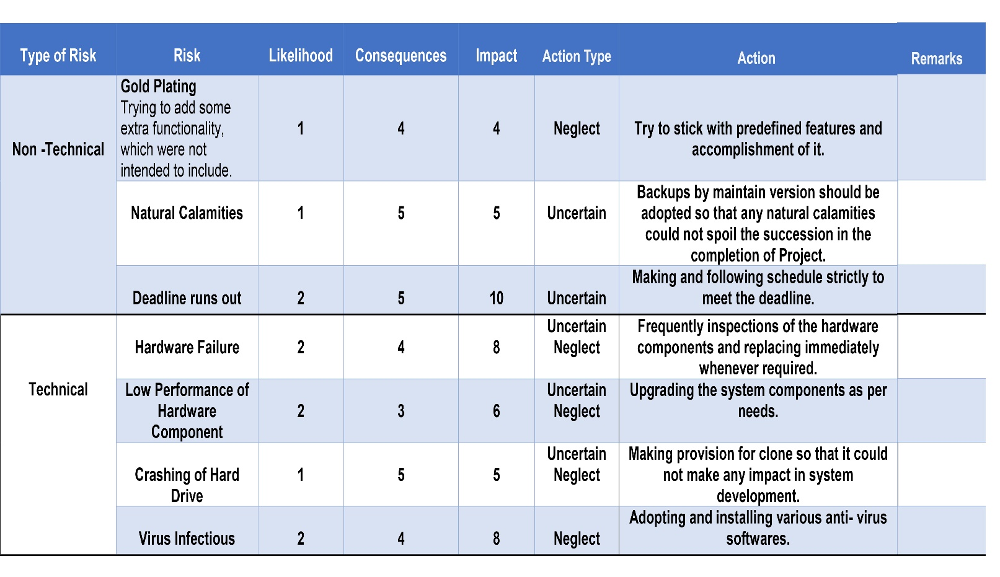 Type of Risk
Risk
Likelihood
Consequences
Impact
Action Type
Action
Remarks
Non -Technical
Gold Plating
Trying to add some
extra functionality,
which were not
intended to include.
1
4
4
Neglect
Try to stick with predefined features and
accomplishment of it.
Natural Calamities
1
5
5
Uncertain
Backups by maintain version should be
adopted so that any natural calamities
could not spoil the succession in the
completion of Project.
Deadline runs out
2
5
10
Uncertain
Making and following schedule strictly to
meet the deadline.
Technical
Hardware Failure
2
4
8
Uncertain
Neglect
Frequently inspections of the hardware
components and replacing immediately
whenever required.
Low Performance of
Hardware
Component
2
3
6
Uncertain
Neglect
Upgrading the system components as per
needs.
Crashing of Hard
Drive
1
5
5
Uncertain
Neglect
Making provision for clone so that it could
not make any impact in system
development.
Virus Infectious
2
4
8
Neglect
Adopting and installing various anti- virus
softwares.